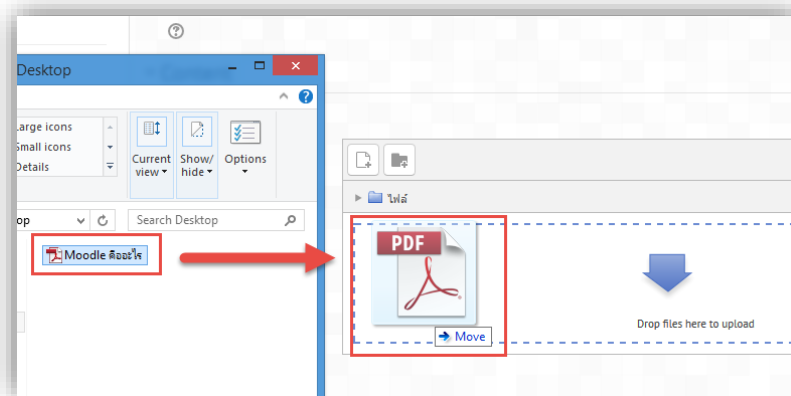 Desktop
Content
Large icons
Small icons
Details
Current view
Show/ hide
Options
Search Desktop
Moodle คืออะไร
ไฟล์
PDF
Move
Drop files here to upload